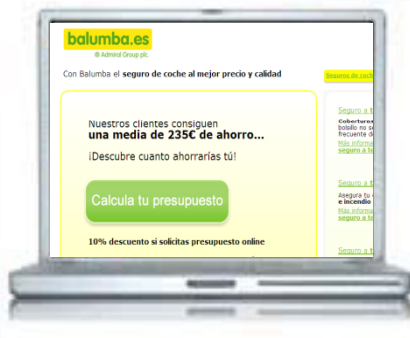 balumba.es
® Admiral Group plc.
Con Balumba el seguro de coche al mejor precio y calidad
Seguros de coch
Nuestros clientes consiguen
una media de 235€ de ahorro...
¡Descubre cuanto ahorrarías tú!
Calcula tu presupuesto
10% descuento si solicitas presupuesto online
Seguro a t
Coberturas
bolsillo no s
frecuente d
Más informa
seguro a te
Seguro a t
Asegura tu
e incendio
Más informa
seguro a te
Seguro a t